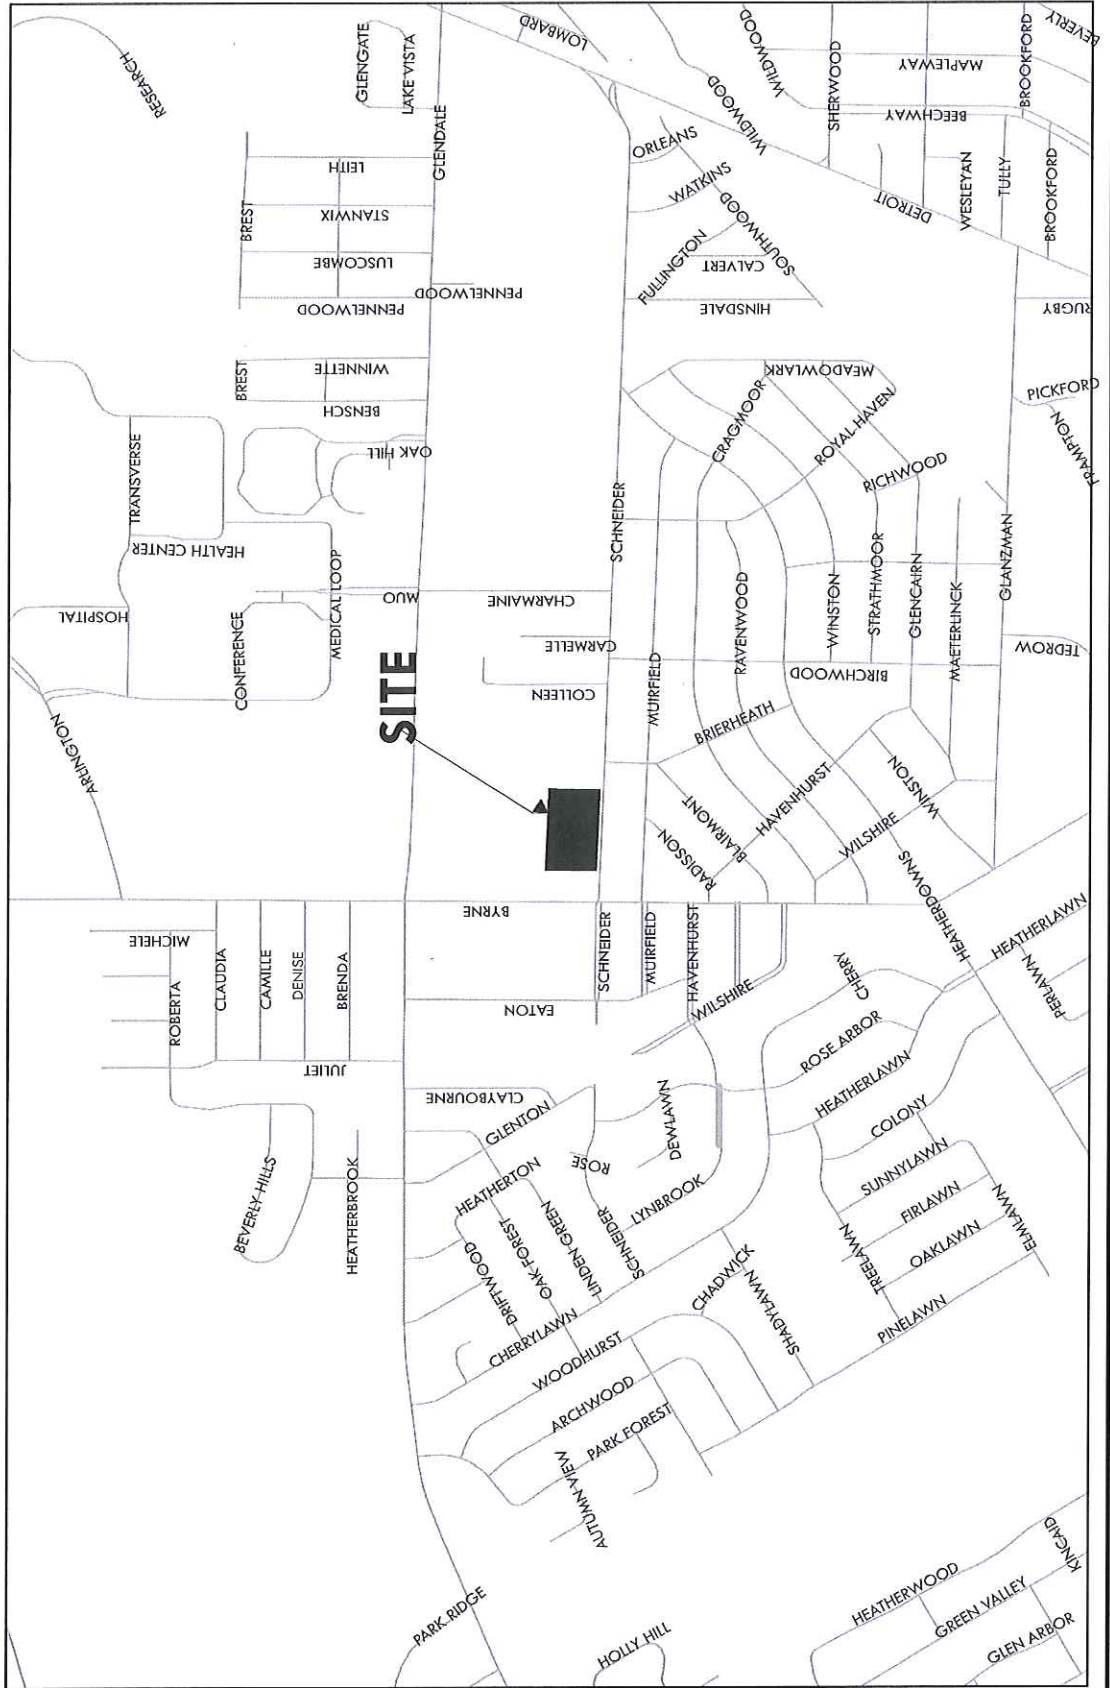 SITE
ARLINGTON
HOSPITAL
TRANSVERSE
HEALTH CENTER
CONFERENCE
MEDICAL LOOP
MUO
RESEARCH
GLENGATE
LAKE VISTA
GLENDALE
LOMBARD
BREST
LEITH
STANWIX
LUSCOMBE
PENNELWOOD
PENNELWOOD
BREST
WINNETTE
BENSCH
OAK HILL
CHARMAINE
CARMELLE
COLLEEN
SCHNEIDER
MUIRFIELD
ORLEANS
WATKINS
SOUTHWOOD
FULLINGTON
CALVERT
HINSDALE
WILDWOOD
WILDWOOD
SHERWOOD
MAPLEWAY
BEECHWAY
BROOKFORD
BEVERLY
DETROIT
WESLEYAN
TULLY
BROOKFORD
RUGBY
PICKFORD
FRAMPTON
MEADOWLARK
CRAGMOOR
ROYAL HAVEN
RICHWOOD
RAVENWOOD
WINSTON
STRATHMOOR
GLENCAIRN
MAETERLINCK
GLANZMAN
TEDROW
BIRCHWOOD
BRIERHEATH
BLAIRMONT
RADISSON
HAVENHURST
WILSHIRE
WINSTON
HEATHERDOWNS
BYRNE
MICHELE
ROBERTA
CLAUDIA
CAMILLE
DENISE
BRENDA
JULIET
EATON
SCHNEIDER
MUIRFIELD
HAVENHURST
WILSHIRE
CHERRY
ROSE ARBOR
HEATHERLAWN
HEATHERLAWN
PERLAWN
CLAYBOURNE
GLENTON
BEVERLY HILLS
HEATHERBROOK
HEATHERTON
DRIFTWOOD
OAK FOREST
LINDEN GREEN
SCHNEIDER
ROSE
DEWLAWN
LYNBROOK
CHERRYLAWN
WOODHURST
ARCHWOOD
PARK FOREST
AUTUMN VIEW
CHADWICK
SHADYLAWN
COLONY
SUNNYLAWN
FIRLAWN
OAKLAWN
ELMLAWN
TREELAWN
PINELAWN
PARK RIDGE
HOLLY HILL
HEATHERWOOD
GREEN VALLEY
GLEN ARBOR
KINCAID